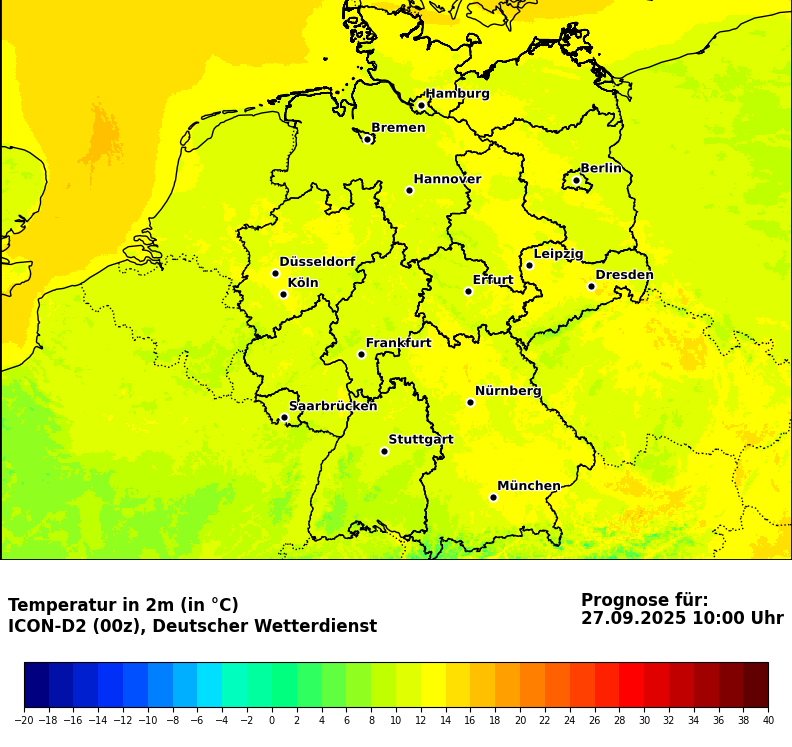 Hamburg
Bremen
Berlin
Hannover
Leipzig
Düsseldorf
Dresden
Köln
Erfurt
Frankfurt
Nürnberg
Saarbrücken
Stuttgart
München
Temperatur in 2m (in °C)
ICON-D2 (00z), Deutscher Wetterdienst
Prognose für:
27.09.2025 10:00 Uhr
−20 −18 −16 −14 −12 −10 −8 −6 −4 −2 0 2 4 6 8 10 12 14 16 18 20 22 24 26 28 30 32 34 36 38 40